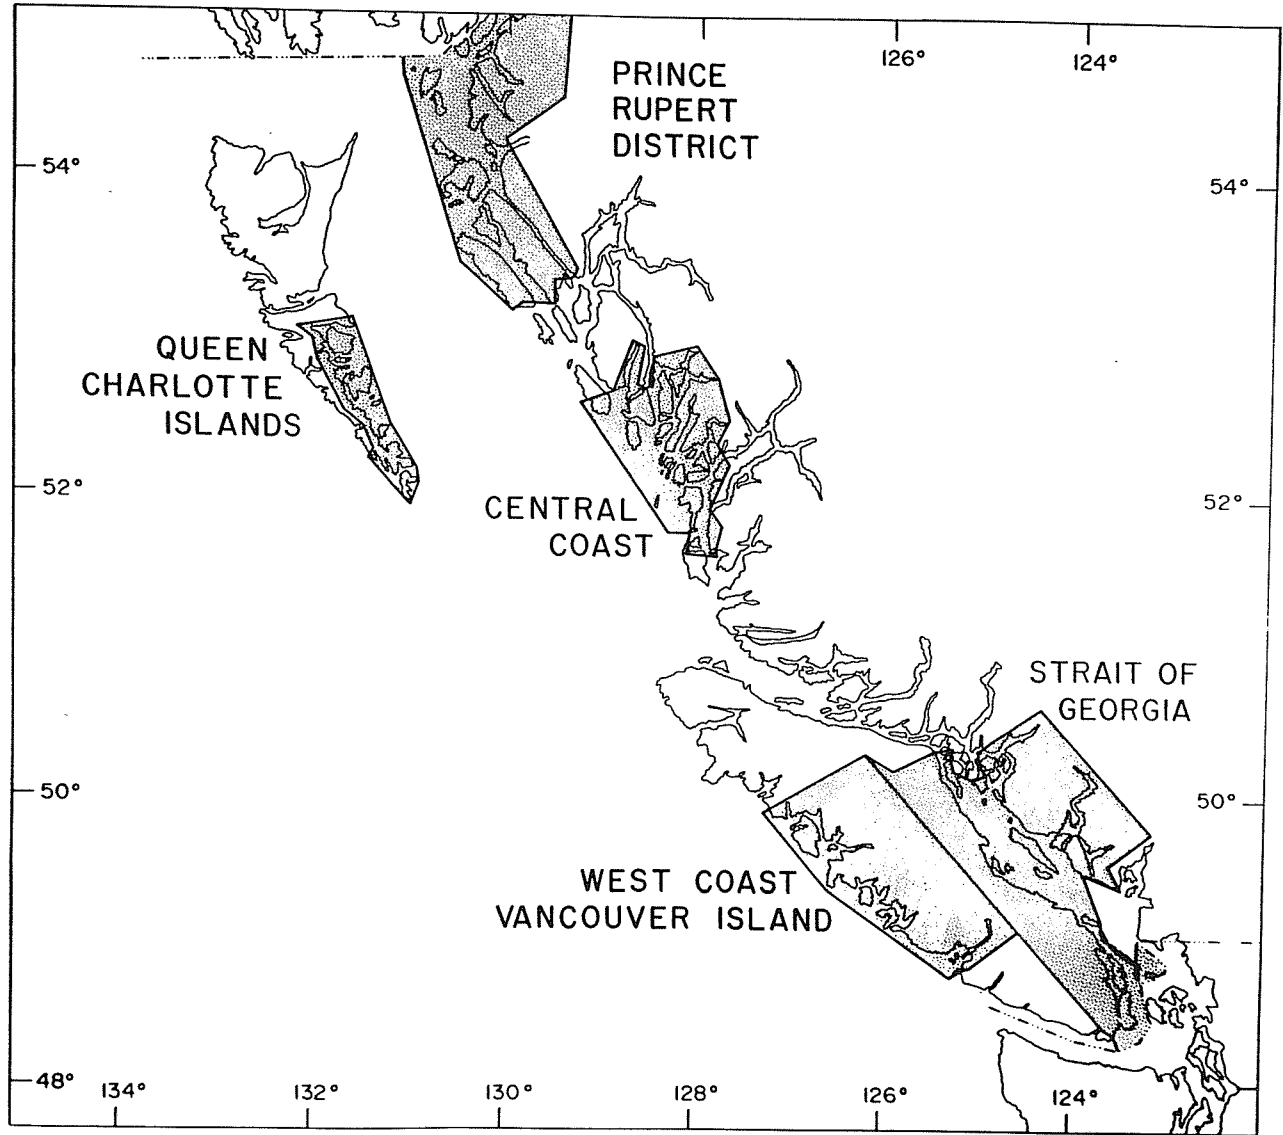 126° 124°
PRINCE
RUPERT
DISTRICT
54° 54°
QUEEN
CHARLOTTE
ISLANDS
52° 52°
CENTRAL
COAST
STRAIT OF
GEORGIA
50° 50°
WEST COAST
VANCOUVER ISLAND
48°
134° 132° 130° 128° 126° 124°